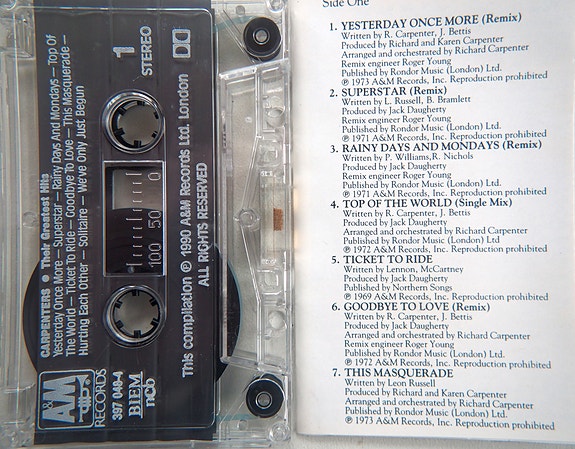 CARPENTERS ● Their Greatest Hits
Yesterday Once More — Superstar — Rainy Days And Mondays — Top Of
The World — Ticket To Ride — Goodbye To Love — This Masquerade —
Hurting Each Other — Solitaire — We've Only Just Begun
1
STEREO
100 50 0
This compilation ℗ 1990 A&M Records Ltd. London
ALL RIGHTS RESERVED
A&M
RECORDS
397 048-4
BIEM
ncb
Side One
1. YESTERDAY ONCE MORE (Remix)
Written by R. Carpenter, J. Bettis
Produced by Richard and Karen Carpenter
Arranged and orchestrated by Richard Carpenter
Remix engineer Roger Young
Published by Rondor Music (London) Ltd.
℗ 1973 A&M Records, Inc. Reproduction prohibited
2. SUPERSTAR (Remix)
Written by L. Russell, B. Bramlett
Produced by Jack Daugherty
Remix engineer Roger Young
Published by Rondor Music (London) Ltd.
℗ 1971 A&M Records, Inc. Reproduction prohibited
3. RAINY DAYS AND MONDAYS (Remix)
Written by P. Williams, R. Nichols
Produced by Jack Daugherty
Remix engineer Roger Young
Published by Rondor Music (London) Ltd.
℗ 1971 A&M Records, Inc. Reproduction prohibited
4. TOP OF THE WORLD (Single Mix)
Written by R. Carpenter, J. Bettis
Produced by Jack Daugherty
Arranged and orchestrated by Richard Carpenter
Published by Rondor Music (London) Ltd
℗ 1972 A&M Records, Inc. Reproduction prohibited
5. TICKET TO RIDE
Written by Lennon, McCartney
Produced by Jack Daugherty
Published by Northern Songs
℗ 1969 A&M Records, Inc. Reproduction prohibited
6. GOODBYE TO LOVE (Remix)
Written by R. Carpenter, J. Bettis
Produced by Jack Daugherty
Arranged and orchestrated by Richard Carpenter
Remix engineer Roger Young
Published by Rondor Music (London) Ltd.
℗ 1972 A&M Records, Inc. Reproduction prohibited
7. THIS MASQUERADE
Written by Leon Russell
Produced by Richard and Karen Carpenter
Arranged and orchestrated by Richard Carpenter
Published by Rondor Music (London) Ltd.
℗ 1973 A&M Records, Inc. Reproduction prohibited